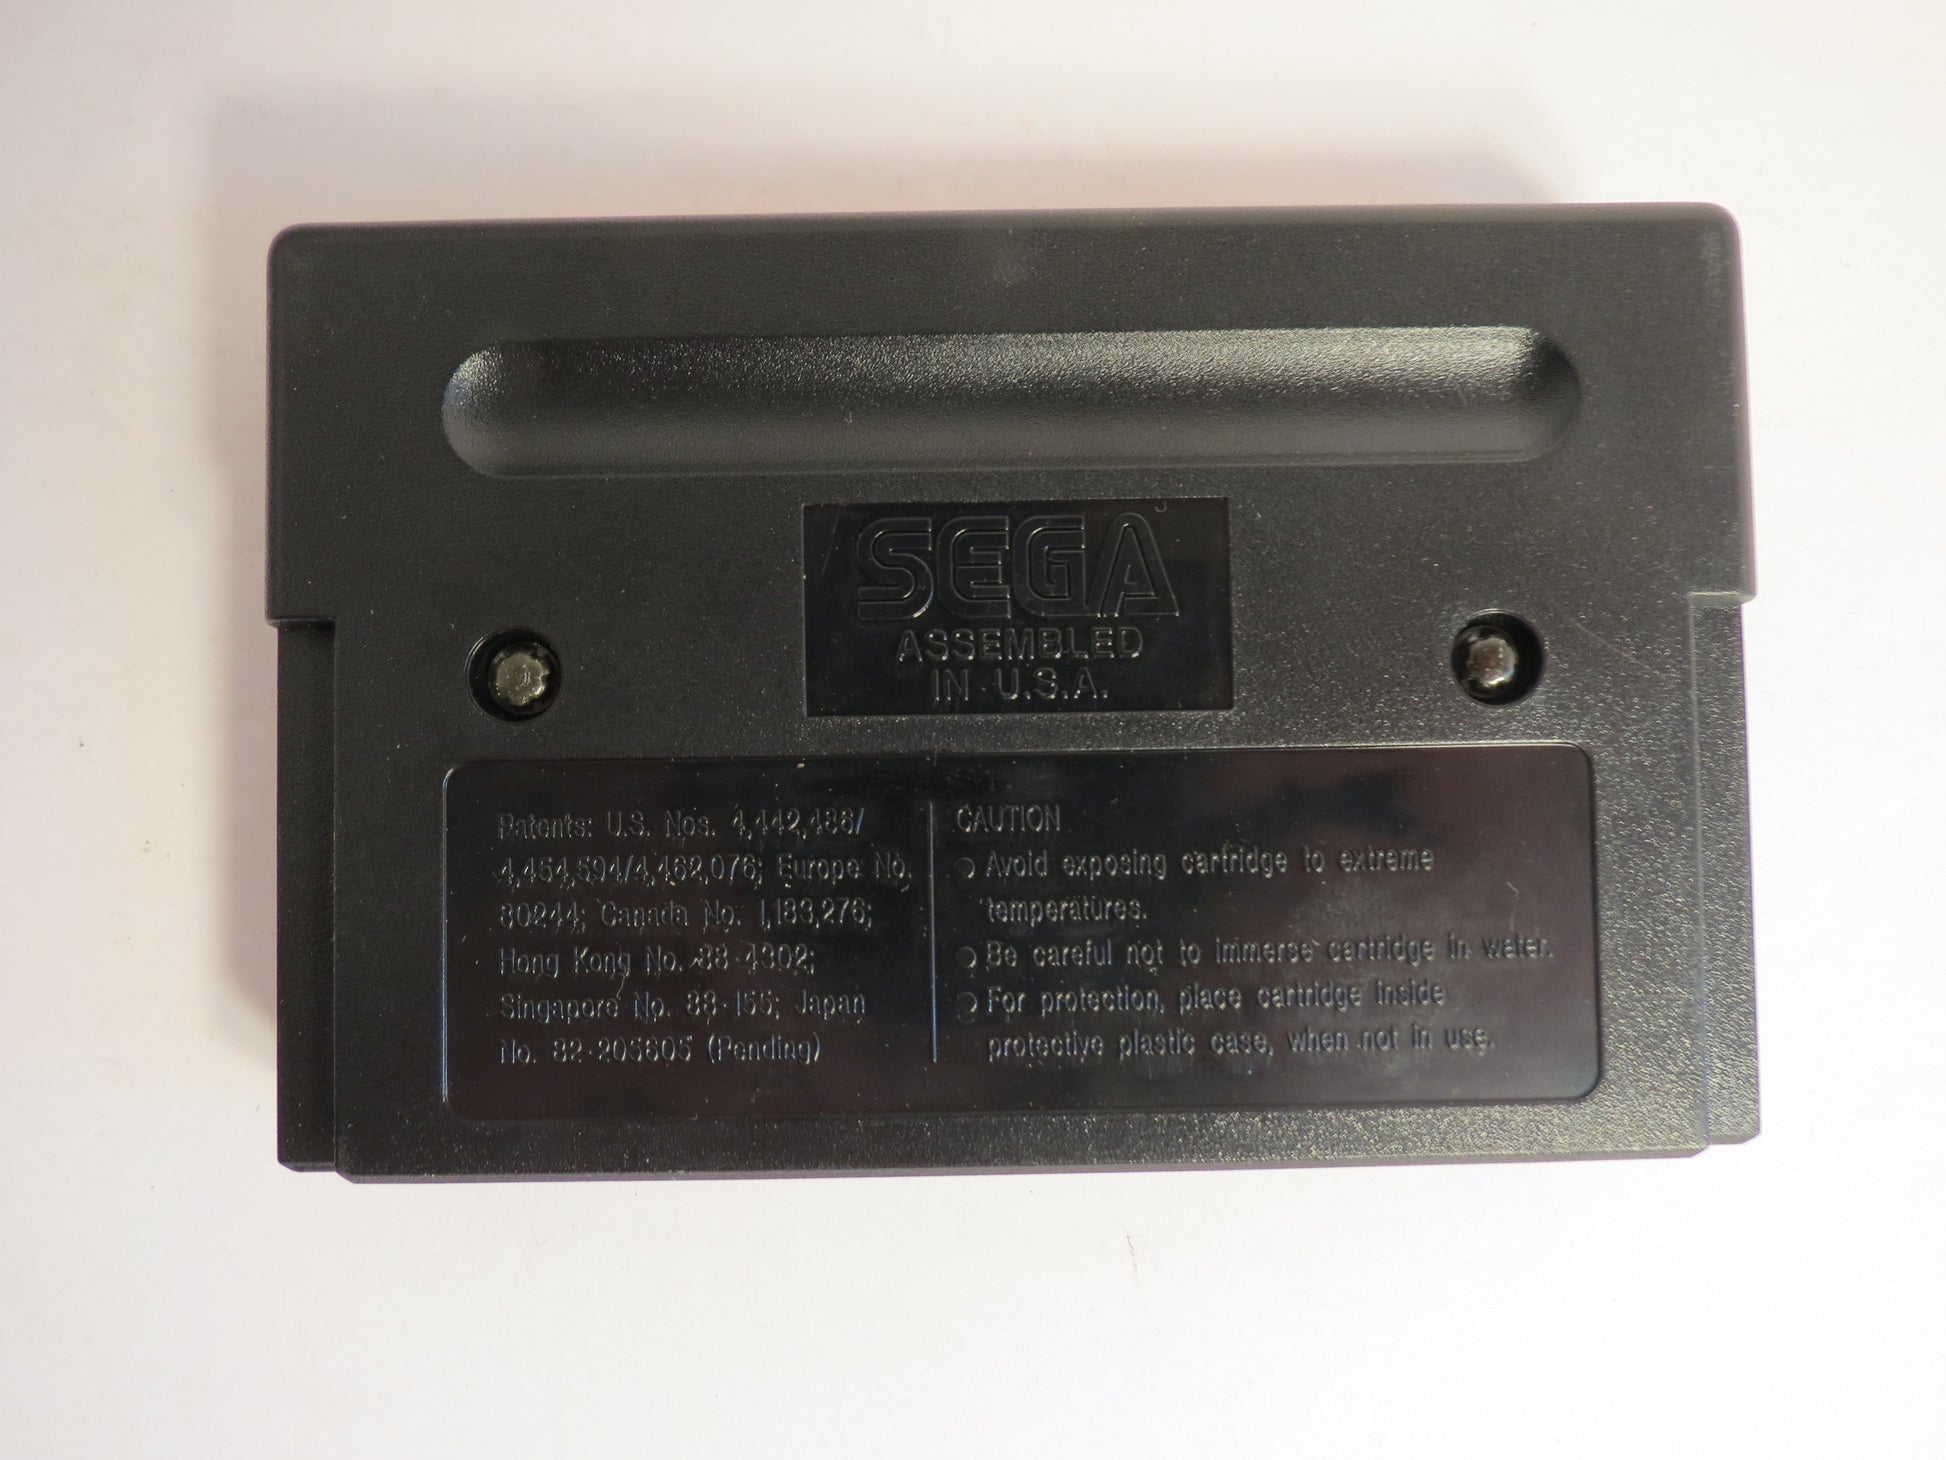 SEGA
ASSEMBLED
IN U.S.A.
Patents: U.S. Nos. 4,442,486/
4,454,594/4,462,076; Europe No.
80244; Canada No. 1,183,276;
Hong Kong No. 88-4302;
Singapore No. 88-155; Japan
No. 82-205605 (Pending)
CAUTION
Avoid exposing cartridge to extreme
temperatures.
Be careful not to immerse cartridge in water.
For protection, place cartridge inside
protective plastic case, when not in use.